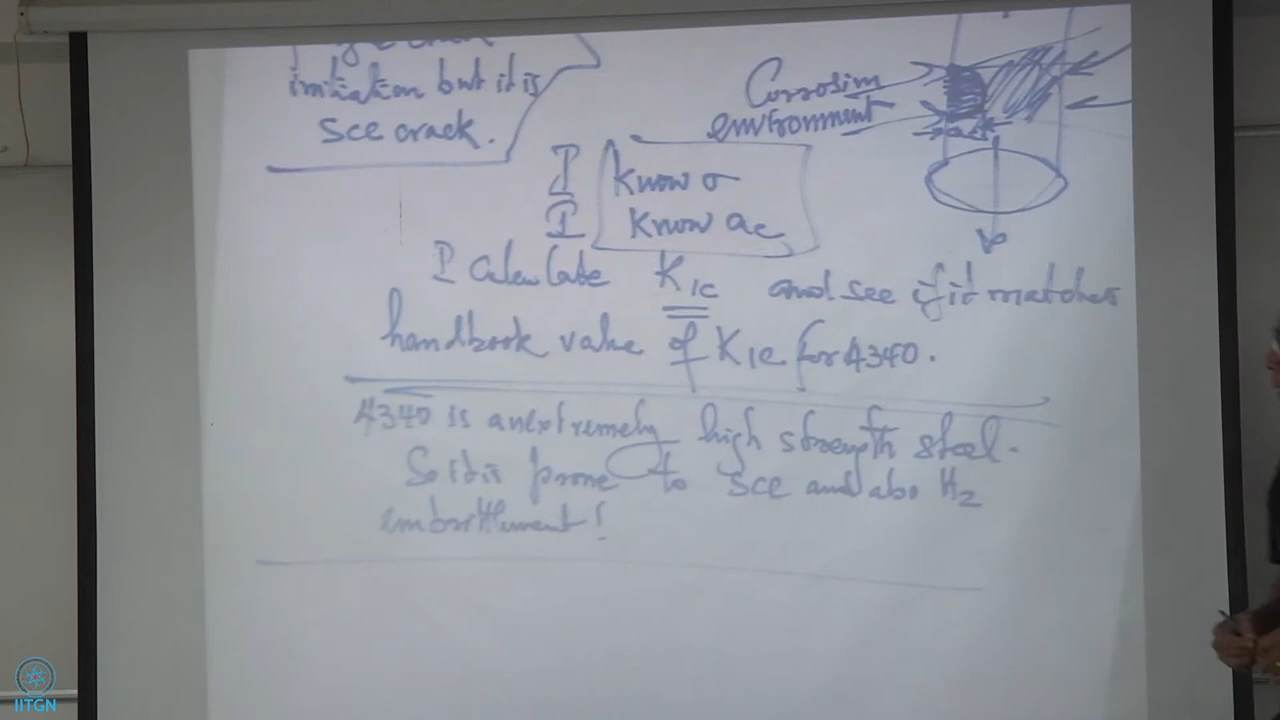 initiation but it is
scc crack.
Corrosion
environment
I know σ
I know ac
I calculate KIC and see if it matches
handbook value of KIC for 4340.
4340 is an extremely high strength steel.
So it is prone to scc and also H2
embrittlement!
IITGN